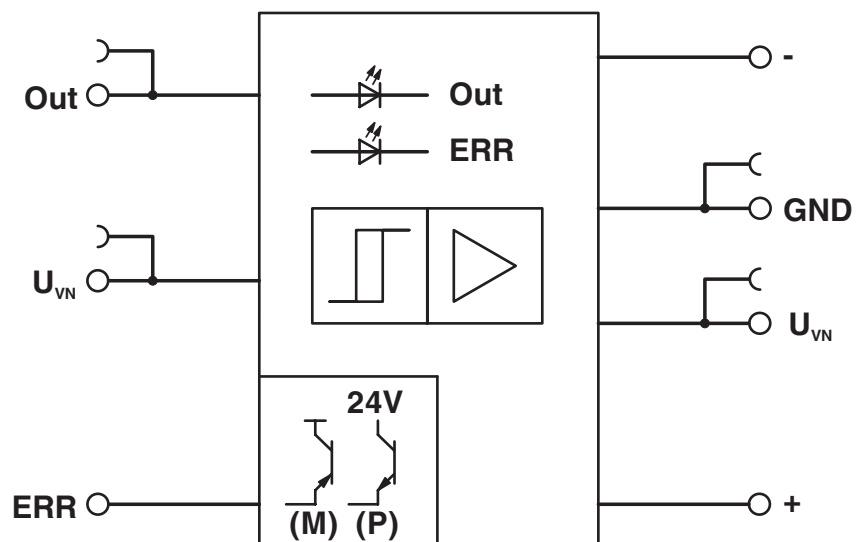 -
Out
Out
ERR
GND
U_VN
U_VN
24V
ERR
(M) (P)
+